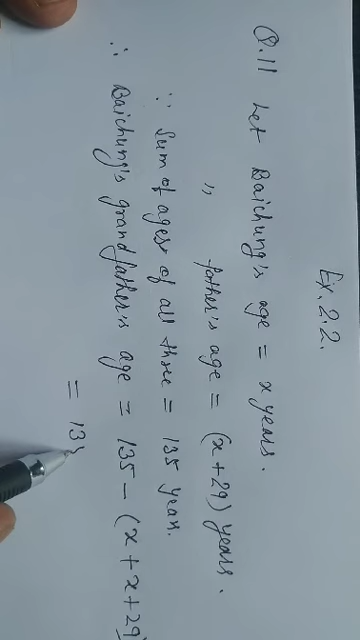 Ex. 2.2.
Q.11 Let Baichung's age = x years.
,, father's age = (x+29) years.
∵ Sum of ages of all three = 135 years.
∴ Baichung's grandfather's age = 135 - (x+x+29)
= 13